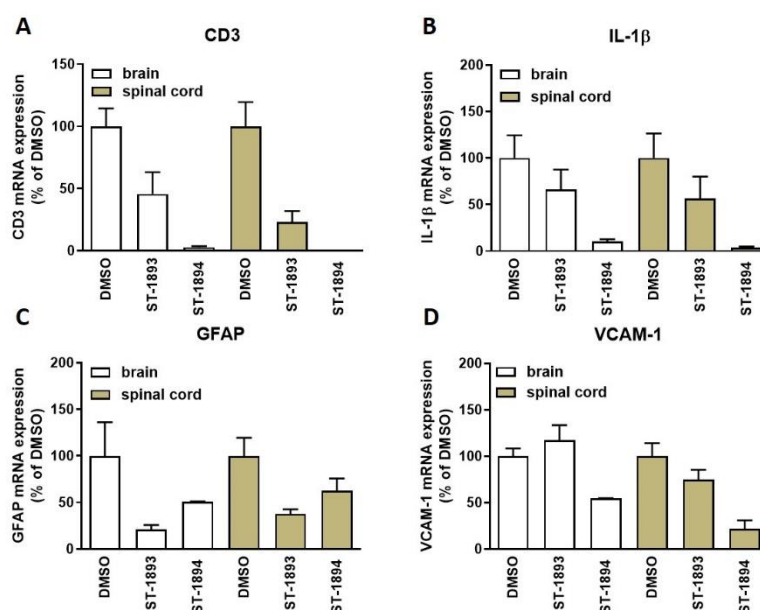 A
CD3
brain
spinal cord
CD3 mRNA expression
(% of DMSO)
150
100
50
0
DMSO
ST-1893
ST-1894
DMSO
ST-1893
ST-1894
B
IL-1β
brain
spinal cord
IL-1β mRNA expression
(% of DMSO)
200
150
100
50
0
DMSO
ST-1893
ST-1894
DMSO
ST-1893
ST-1894
C
GFAP
brain
spinal cord
GFAP mRNA expression
(% of DMSO)
200
150
100
50
0
DMSO
ST-1893
ST-1894
DMSO
ST-1893
ST-1894
D
VCAM-1
brain
spinal cord
VCAM-1 mRNA expression
(% of DMSO)
200
150
100
50
0
DMSO
ST-1893
ST-1894
DMSO
ST-1893
ST-1894